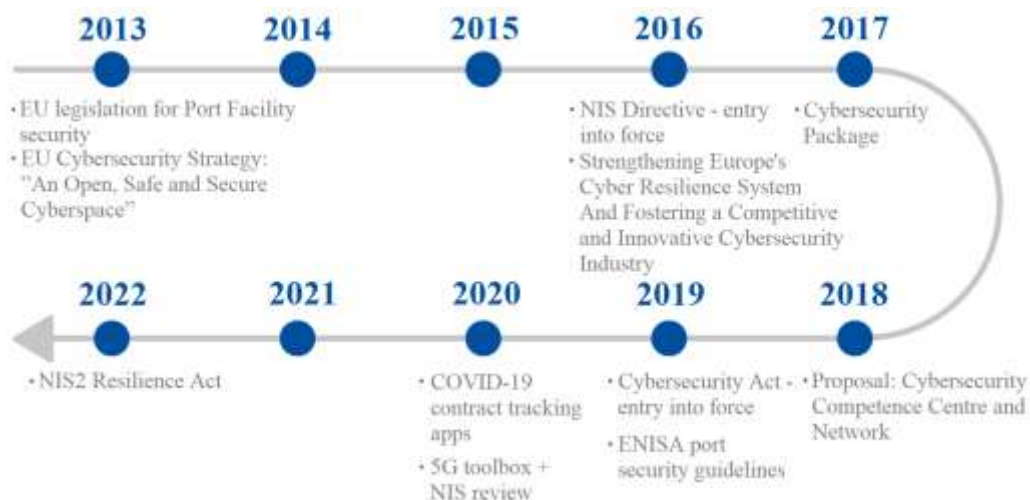 2013
2014
2015
2016
2017
• EU legislation for Port Facility
security
• EU Cybersecurity Strategy:
"An Open, Safe and Secure
Cyberspace”
• NIS Directive - entry
into force
• Strengthening Europe's
Cyber Resilience System
And Fostering a Competitive
and Innovative Cybersecurity
Industry
• Cybersecurity
Package
2022
2021
2020
2019
2018
• NIS2 Resilience Act
• COVID-19
contract tracking
apps
• 5G toolbox +
NIS review
• Cybersecurity Act -
entry into force
• ENISA port
security guidelines
• Proposal: Cybersecurity
Competence Centre and
Network